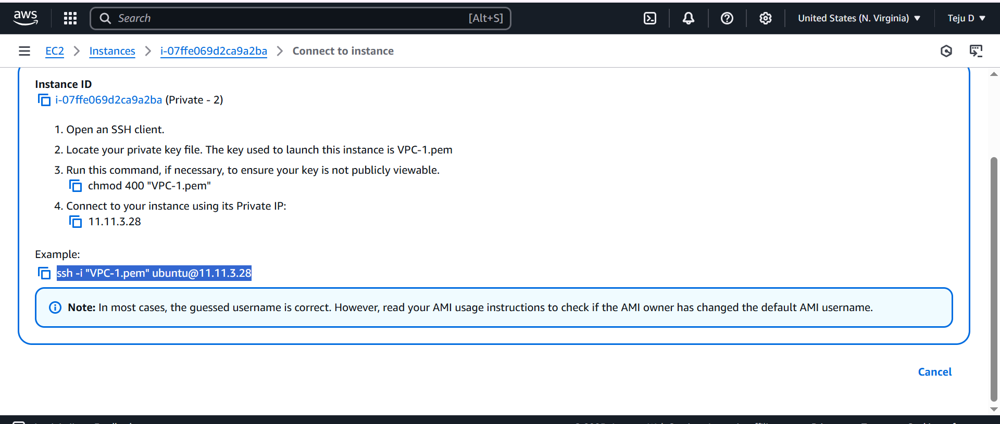 aws
Search [Alt+S] United States (N. Virginia) Teju D
EC2 Instances i-07ffe069d2ca9a2ba Connect to instance
Instance ID
i-07ffe069d2ca9a2ba (Private - 2)
1. Open an SSH client.
2. Locate your private key file. The key used to launch this instance is VPC-1.pem
3. Run this command, if necessary, to ensure your key is not publicly viewable.
chmod 400 "VPC-1.pem"
4. Connect to your instance using its Private IP:
11.11.3.28
Example:
ssh -i "VPC-1.pem" ubuntu@11.11.3.28
Note: In most cases, the guessed username is correct. However, read your AMI usage instructions to check if the AMI owner has changed the default AMI username.
Cancel